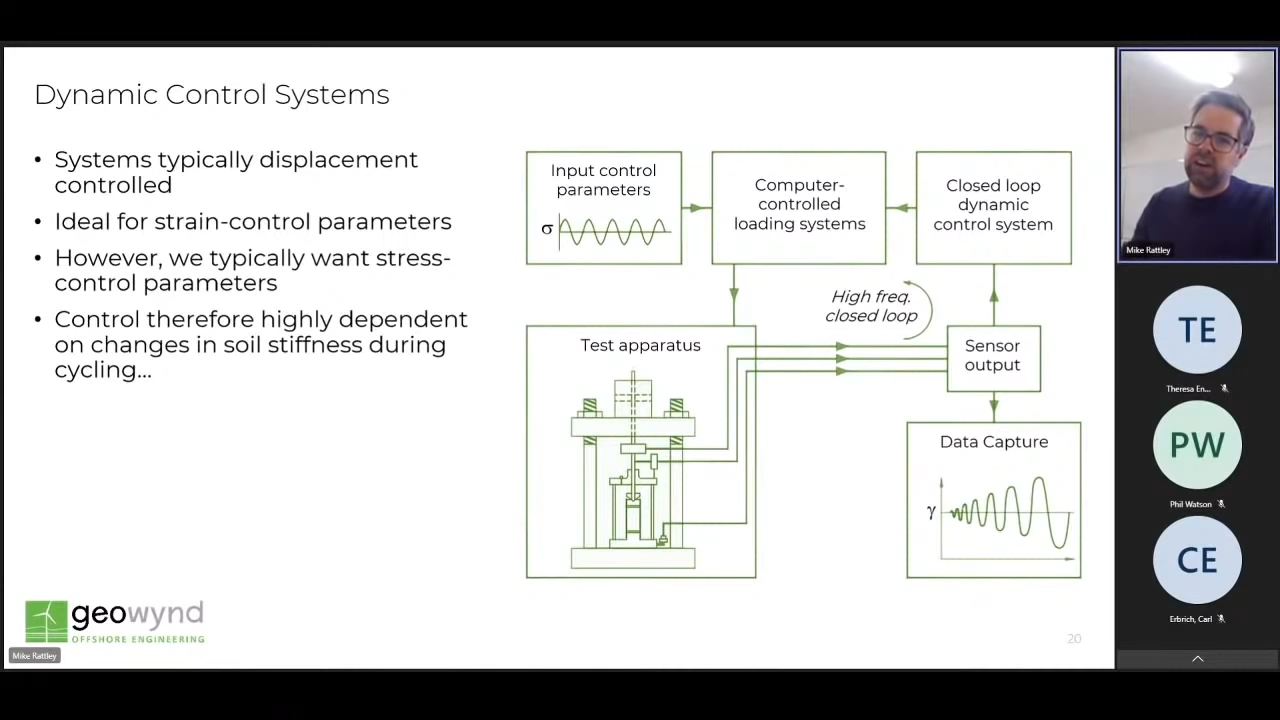 Dynamic Control Systems
• Systems typically displacement
controlled
• Ideal for strain-control parameters
• However, we typically want stress-
control parameters
• Control therefore highly dependent
on changes in soil stiffness during
cycling...
Input control
parameters
σ
Computer-
controlled
loading systems
Closed loop
dynamic
control system
High freq.
closed loop
Test apparatus
Sensor
output
Data Capture
γ
geowynd
OFFSHORE ENGINEERING
20
Mike Rattley
Mike Rattley
TE
Theresa En...
PW
Phil Watson
CE
Erbrich, Carl